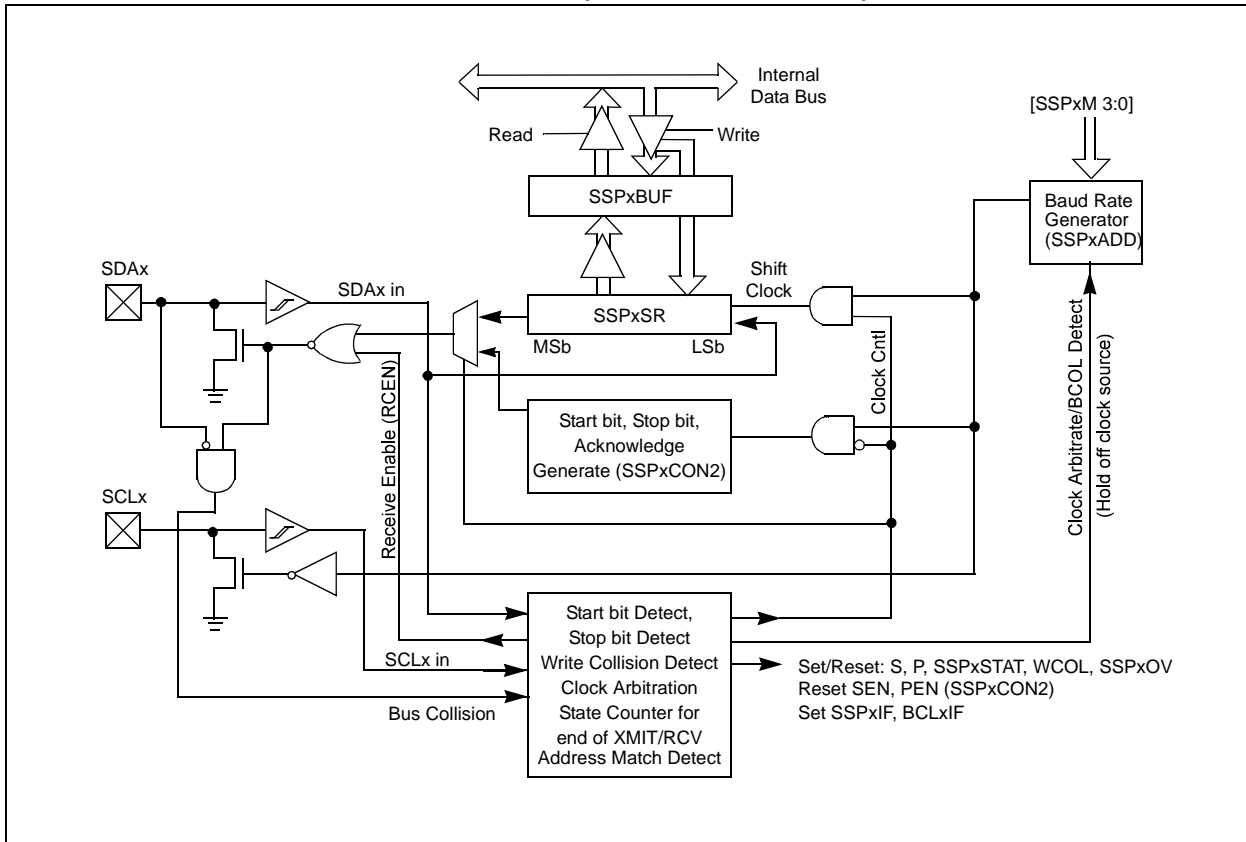 Internal
Data Bus
[SSPxM 3:0]
Read
Write
SSPxBUF
Baud Rate
Generator
(SSPxADD)
SDAx
Shift
Clock
SDAx in
SSPxSR
MSb
LSb
Clock Cntl
Clock Arbitrate/BCOL Detect
(Hold off clock source)
Receive Enable (RCEN)
Start bit, Stop bit,
Acknowledge
Generate (SSPxCON2)
SCLx
Start bit Detect,
Stop bit Detect
Write Collision Detect
Clock Arbitration
State Counter for
end of XMIT/RCV
Address Match Detect
SCLx in
Bus Collision
Set/Reset: S, P, SSPxSTAT, WCOL, SSPxOV
Reset SEN, PEN (SSPxCON2)
Set SSPxIF, BCLxIF